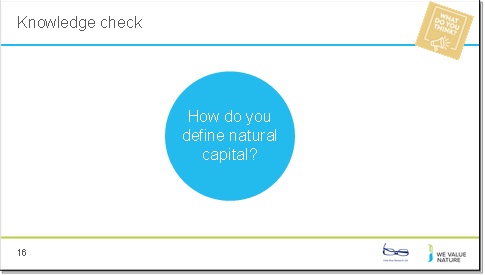 Knowledge check
WHAT
DO YOU
THINK?
How do you
define natural
capital?
16
WE VALUE
NATURE